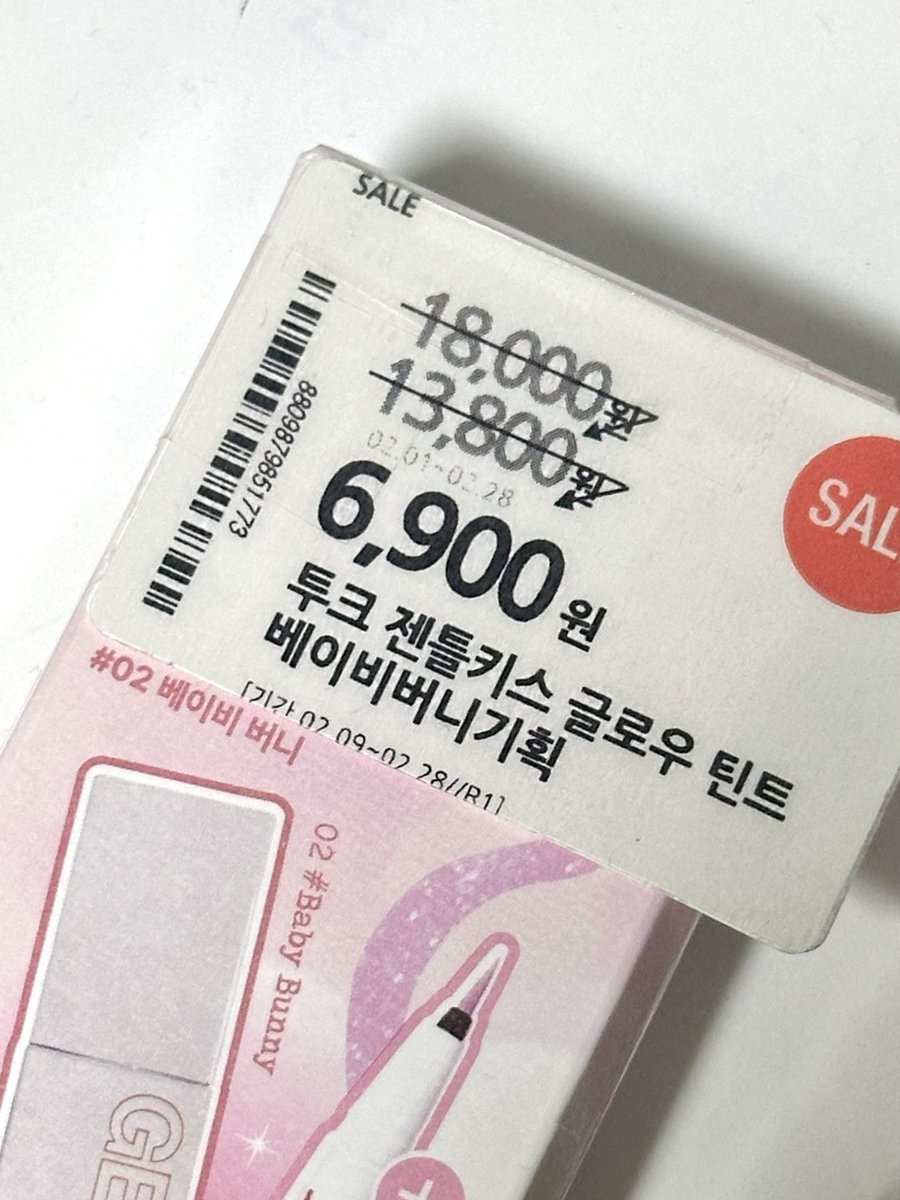 SALE
18,000원
13,800원
02.01~02.28
6,900원
투크 젠틀키스 글로우 틴트
베이비버니기획
[기간 02.09~02.28//R1]
8809879851773
SAL
#02 베이비 버니
02 #Baby Bunny
GE